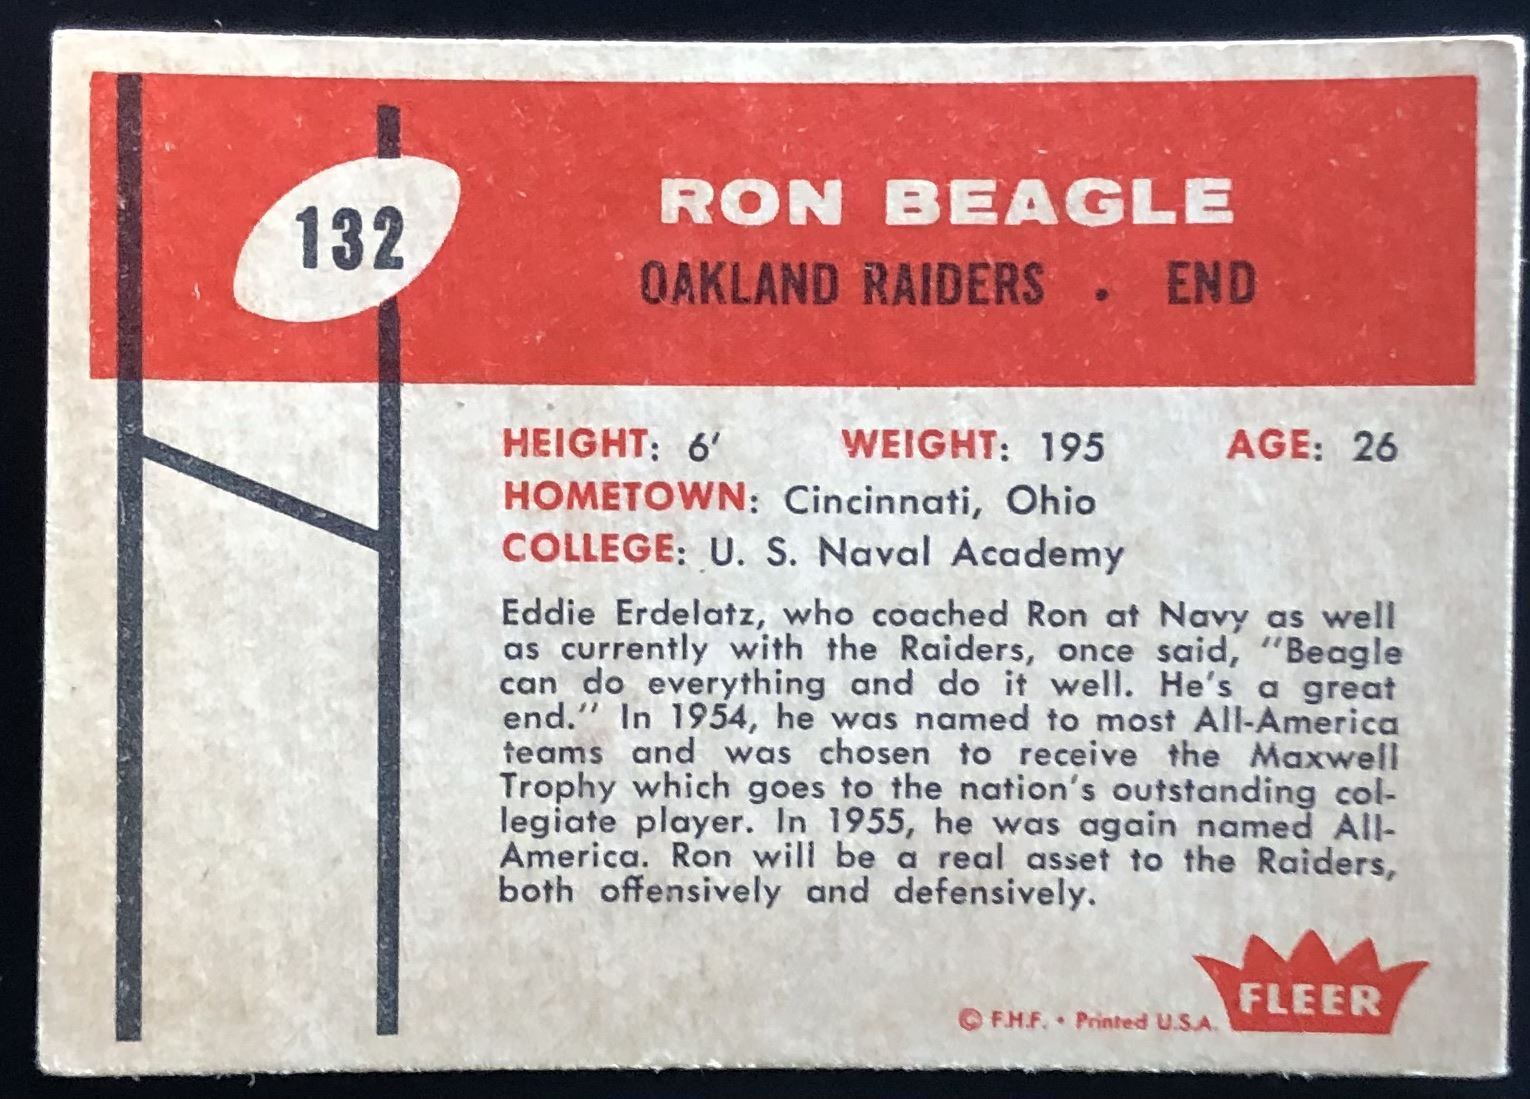 132
RON BEAGLE
OAKLAND RAIDERS . END
HEIGHT: 6' WEIGHT: 195 AGE: 26
HOMETOWN: Cincinnati, Ohio
COLLEGE: U. S. Naval Academy
Eddie Erdelatz, who coached Ron at Navy as well
as currently with the Raiders, once said, "Beagle
can do everything and do it well. He's a great
end." In 1954, he was named to most All-America
teams and was chosen to receive the Maxwell
Trophy which goes to the nation's outstanding col-
legiate player. In 1955, he was again named All-
America. Ron will be a real asset to the Raiders,
both offensively and defensively.
FLEER
© F.H.F. • Printed U.S.A.